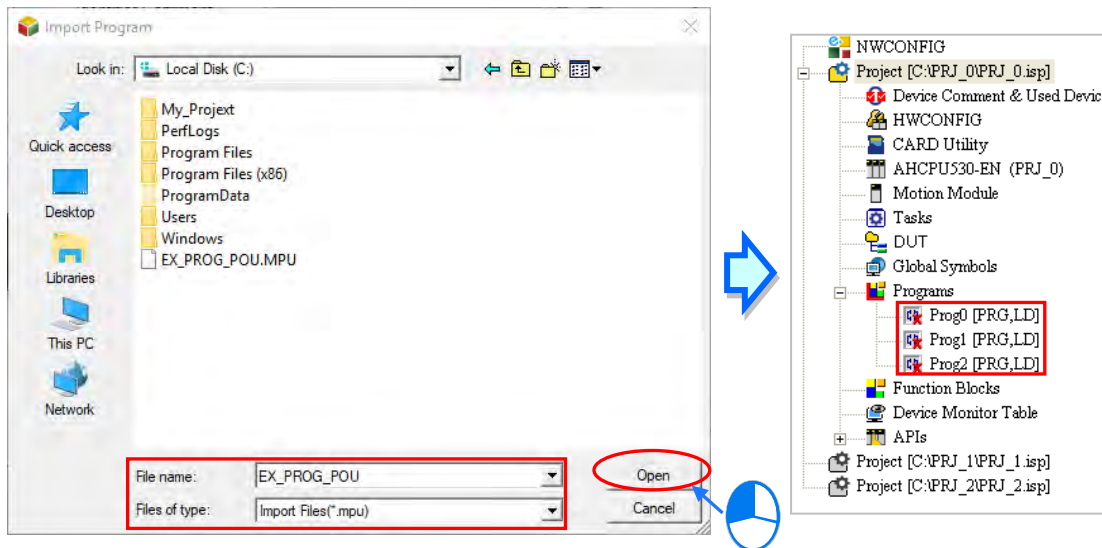 Import Program
Look in: Local Disk (C:)
Quick access
Desktop
Libraries
This PC
Network
My_Projext
PerfLogs
Program Files
Program Files (x86)
ProgramData
Users
Windows
EX_PROG_POU.MPU
File name: EX_PROG_POU Open
Files of type: Import Files(*.mpu) Cancel
NWCONFIG
Project [C:\PRJ_0\PRJ_0.isp]
Device Comment & Used Devic
HWCONFIG
CARD Utility
AHCPU530-EN (PRJ_0)
Motion Module
Tasks
DUT
Global Symbols
Programs
Prog0 [PRG,LD]
Prog1 [PRG,LD]
Prog2 [PRG,LD]
Function Blocks
Device Monitor Table
APIs
Project [C:\PRJ_1\PRJ_1.isp]
Project [C:\PRJ_2\PRJ_2.isp]